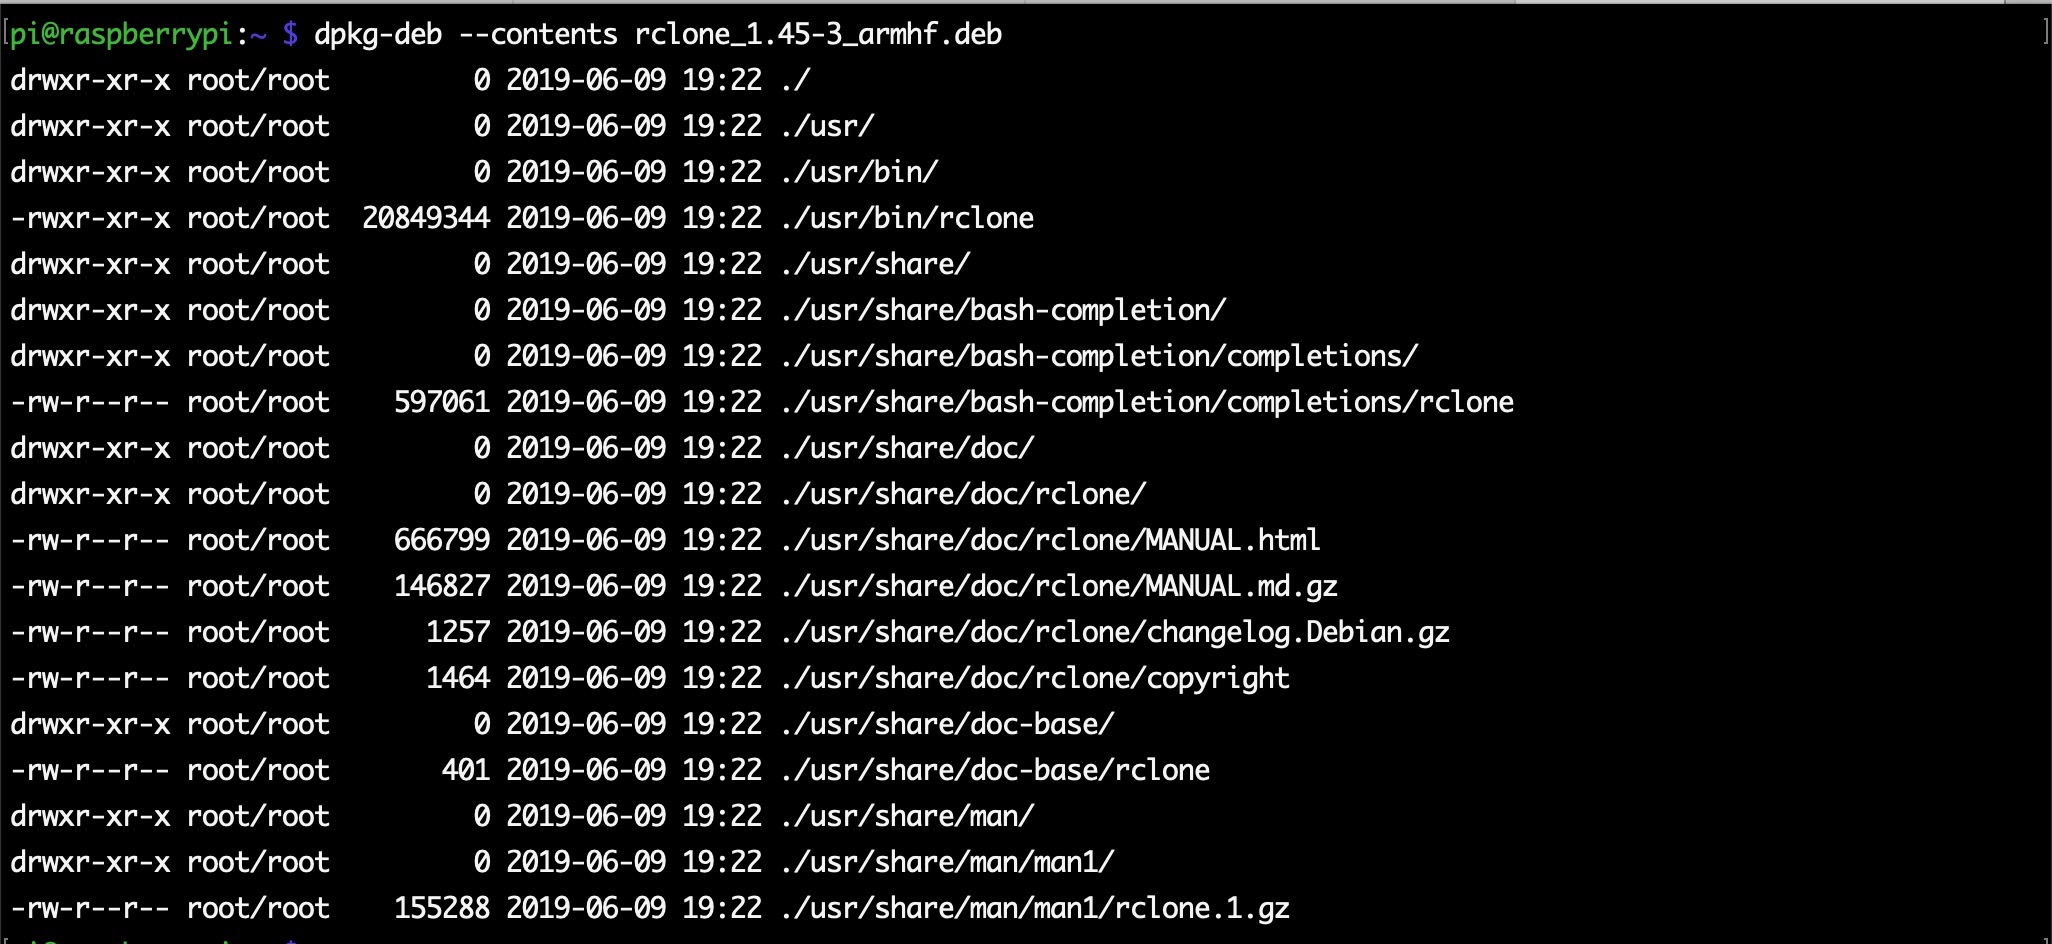 pi@raspberrypi:~ $ dpkg-deb --contents rclone_1.45-3_armhf.deb
drwxr-xr-x root/root         0 2019-06-09 19:22 ./
drwxr-xr-x root/root         0 2019-06-09 19:22 ./usr/
drwxr-xr-x root/root         0 2019-06-09 19:22 ./usr/bin/
-rwxr-xr-x root/root  20849344 2019-06-09 19:22 ./usr/bin/rclone
drwxr-xr-x root/root         0 2019-06-09 19:22 ./usr/share/
drwxr-xr-x root/root         0 2019-06-09 19:22 ./usr/share/bash-completion/
drwxr-xr-x root/root         0 2019-06-09 19:22 ./usr/share/bash-completion/completions/
-rw-r--r-- root/root    597061 2019-06-09 19:22 ./usr/share/bash-completion/completions/rclone
drwxr-xr-x root/root         0 2019-06-09 19:22 ./usr/share/doc/
drwxr-xr-x root/root         0 2019-06-09 19:22 ./usr/share/doc/rclone/
-rw-r--r-- root/root    666799 2019-06-09 19:22 ./usr/share/doc/rclone/MANUAL.html
-rw-r--r-- root/root    146827 2019-06-09 19:22 ./usr/share/doc/rclone/MANUAL.md.gz
-rw-r--r-- root/root      1257 2019-06-09 19:22 ./usr/share/doc/rclone/changelog.Debian.gz
-rw-r--r-- root/root      1464 2019-06-09 19:22 ./usr/share/doc/rclone/copyright
drwxr-xr-x root/root         0 2019-06-09 19:22 ./usr/share/doc-base/
-rw-r--r-- root/root       401 2019-06-09 19:22 ./usr/share/doc-base/rclone
drwxr-xr-x root/root         0 2019-06-09 19:22 ./usr/share/man/
drwxr-xr-x root/root         0 2019-06-09 19:22 ./usr/share/man/man1/
-rw-r--r-- root/root    155288 2019-06-09 19:22 ./usr/share/man/man1/rclone.1.gz